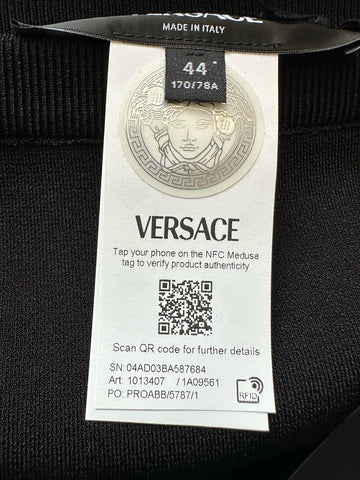 VERSACE
MADE IN ITALY
44
170/78A
VERSACE
Tap your phone on the NFC Medusa
tag to verify product authenticity
Scan QR code for further details
SN: 04AD03BA587684
Art. 1013407 / 1A09561
PO: PROABB/5787/1
RFID